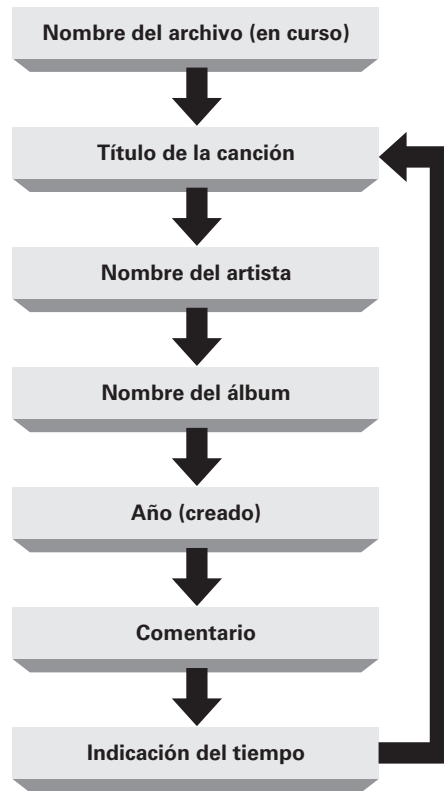 Nombre del archivo (en curso)
Título de la canción
Nombre del artista
Nombre del álbum
Año (creado)
Comentario
Indicación del tiempo